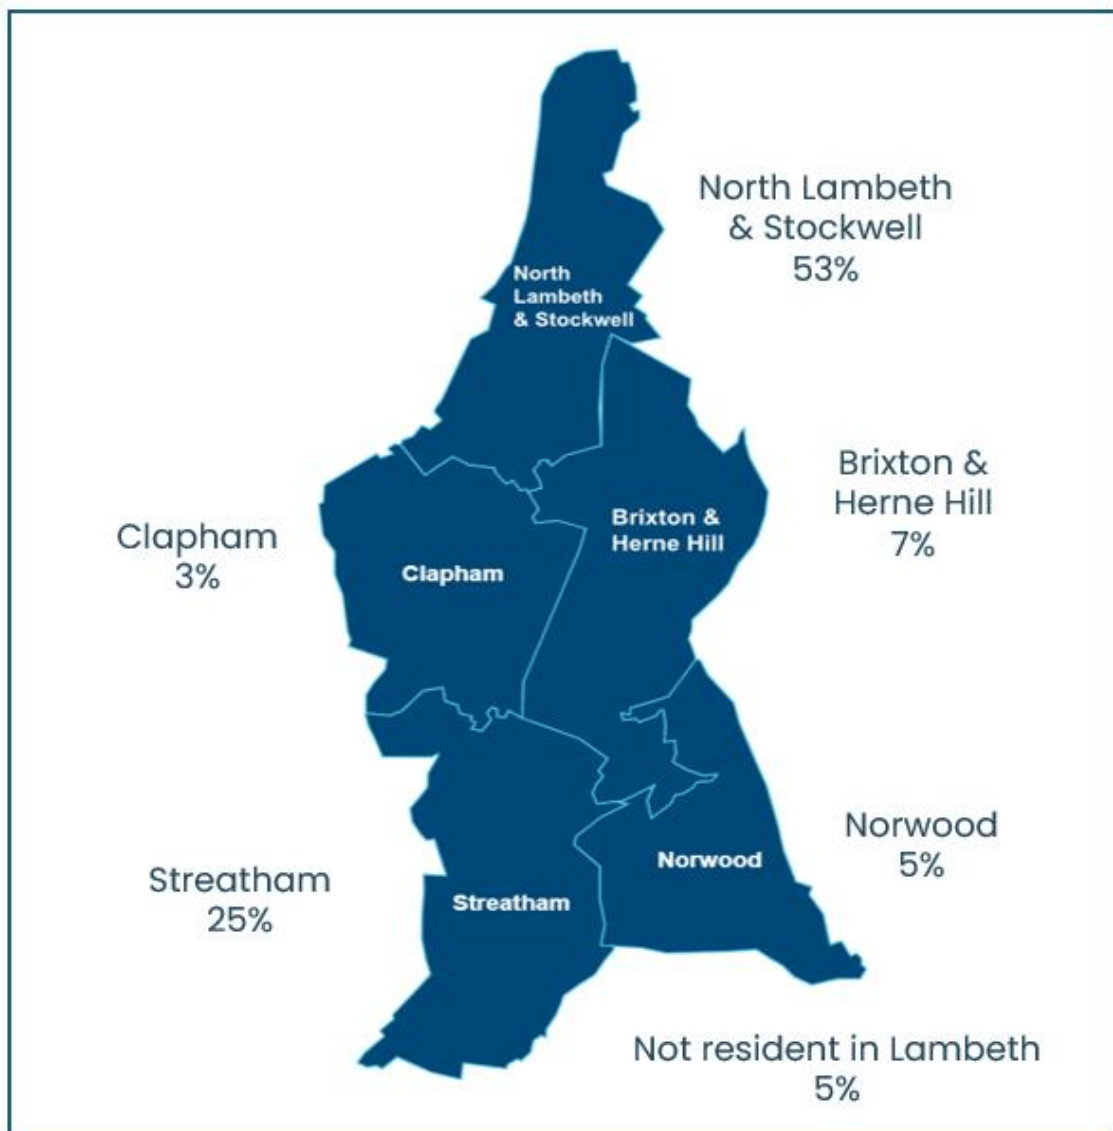 North Lambeth
& Stockwell
53%
North
Lambeth
& Stockwell
Brixton &
Herne Hill
7%
Brixton &
Herne Hill
Clapham
3%
Clapham
Norwood
5%
Norwood
Streatham
25%
Streatham
Not resident in Lambeth
5%